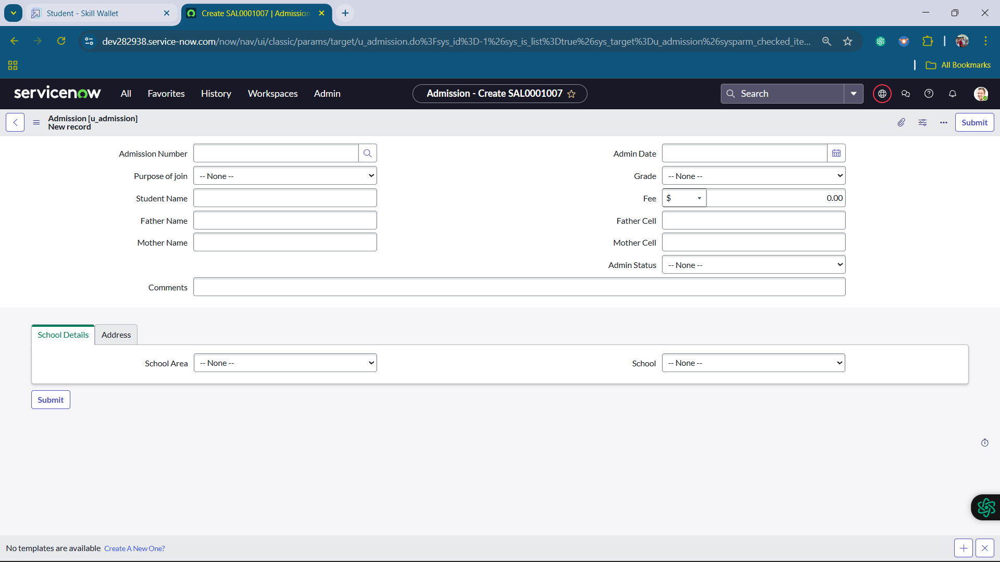 Student - Skill Wallet
Create SAL0001007 | Admission
dev282938.service-now.com/now/nav/ui/classic/params/target/u_admission.do%3Fsys_id%3D-1%26sys_is_list%3Dtrue%26sys_target%3Du_admission%26sysparm_checked_ite...
All Bookmarks
servicenow All Favorites History Workspaces Admin Admission - Create SAL0001007 Search
Admission [u_admission]
New record
Submit
Admission Number Admin Date
Purpose of join -- None -- Grade -- None --
Student Name Fee $ 0.00
Father Name Father Cell
Mother Name Mother Cell
Admin Status -- None --
Comments
School Details Address
School Area -- None -- School -- None --
Submit
No templates are available Create A New One?